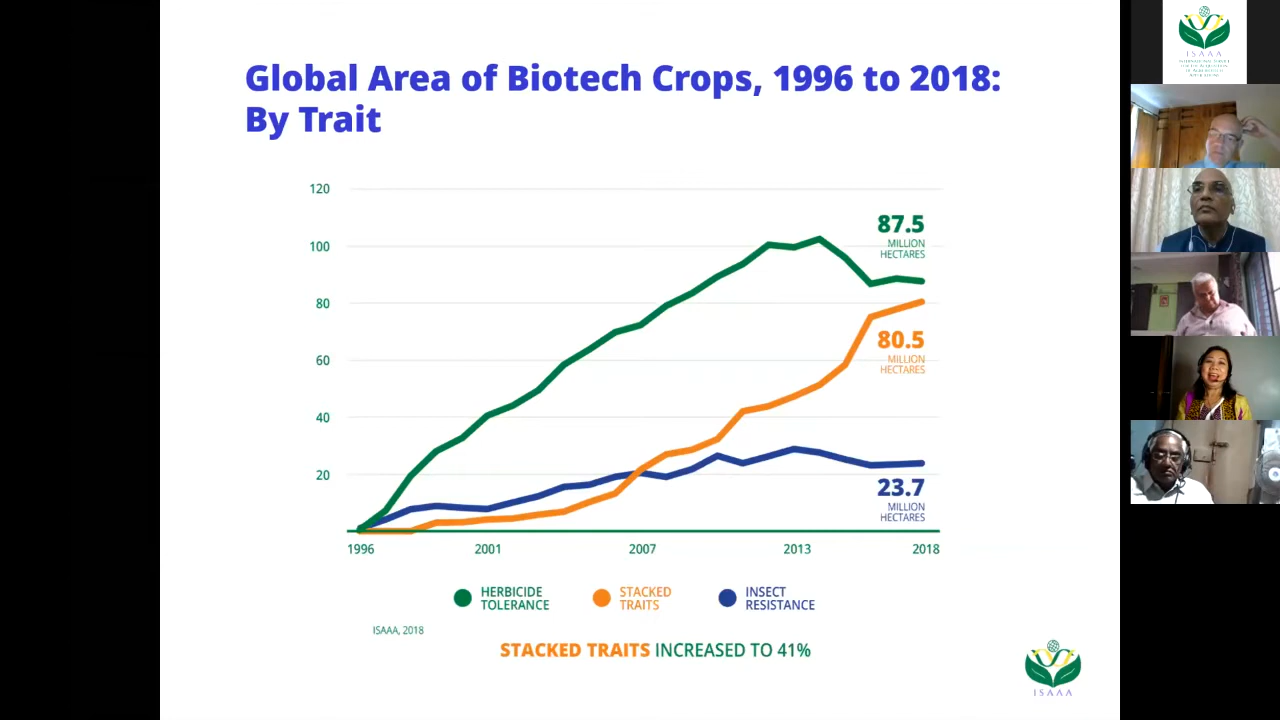 Global Area of Biotech Crops, 1996 to 2018:
By Trait
120
100
80
60
40
20
87.5
MILLION
HECTARES
80.5
MILLION
HECTARES
23.7
MILLION
HECTARES
1996 2001 2007 2013 2018
HERBICIDE
TOLERANCE
STACKED
TRAITS
INSECT
RESISTANCE
ISAAA, 2018
STACKED TRAITS INCREASED TO 41%
ISAAA
ISAAA